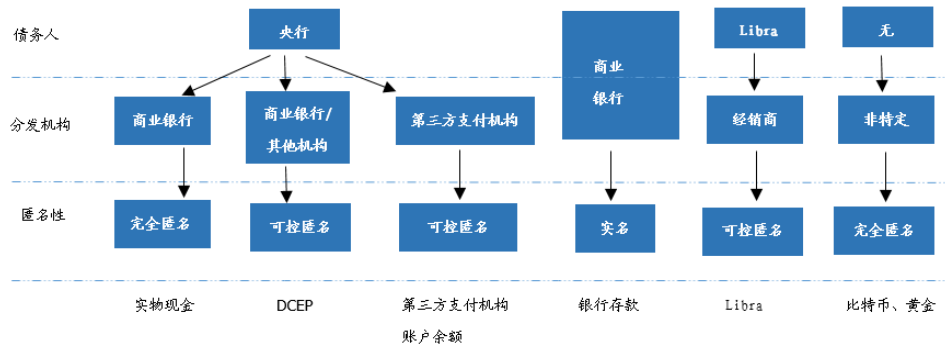 债务人
央行
商业
银行
Libra
无
分发机构
商业银行
商业银行/
其他机构
第三方支付机构
经销商
非特定
匿名性
完全匿名
可控匿名
可控匿名
实名
可控匿名
完全匿名
实物现金
DCEP
第三方支付机构
账户余额
银行存款
Libra
比特币、黄金